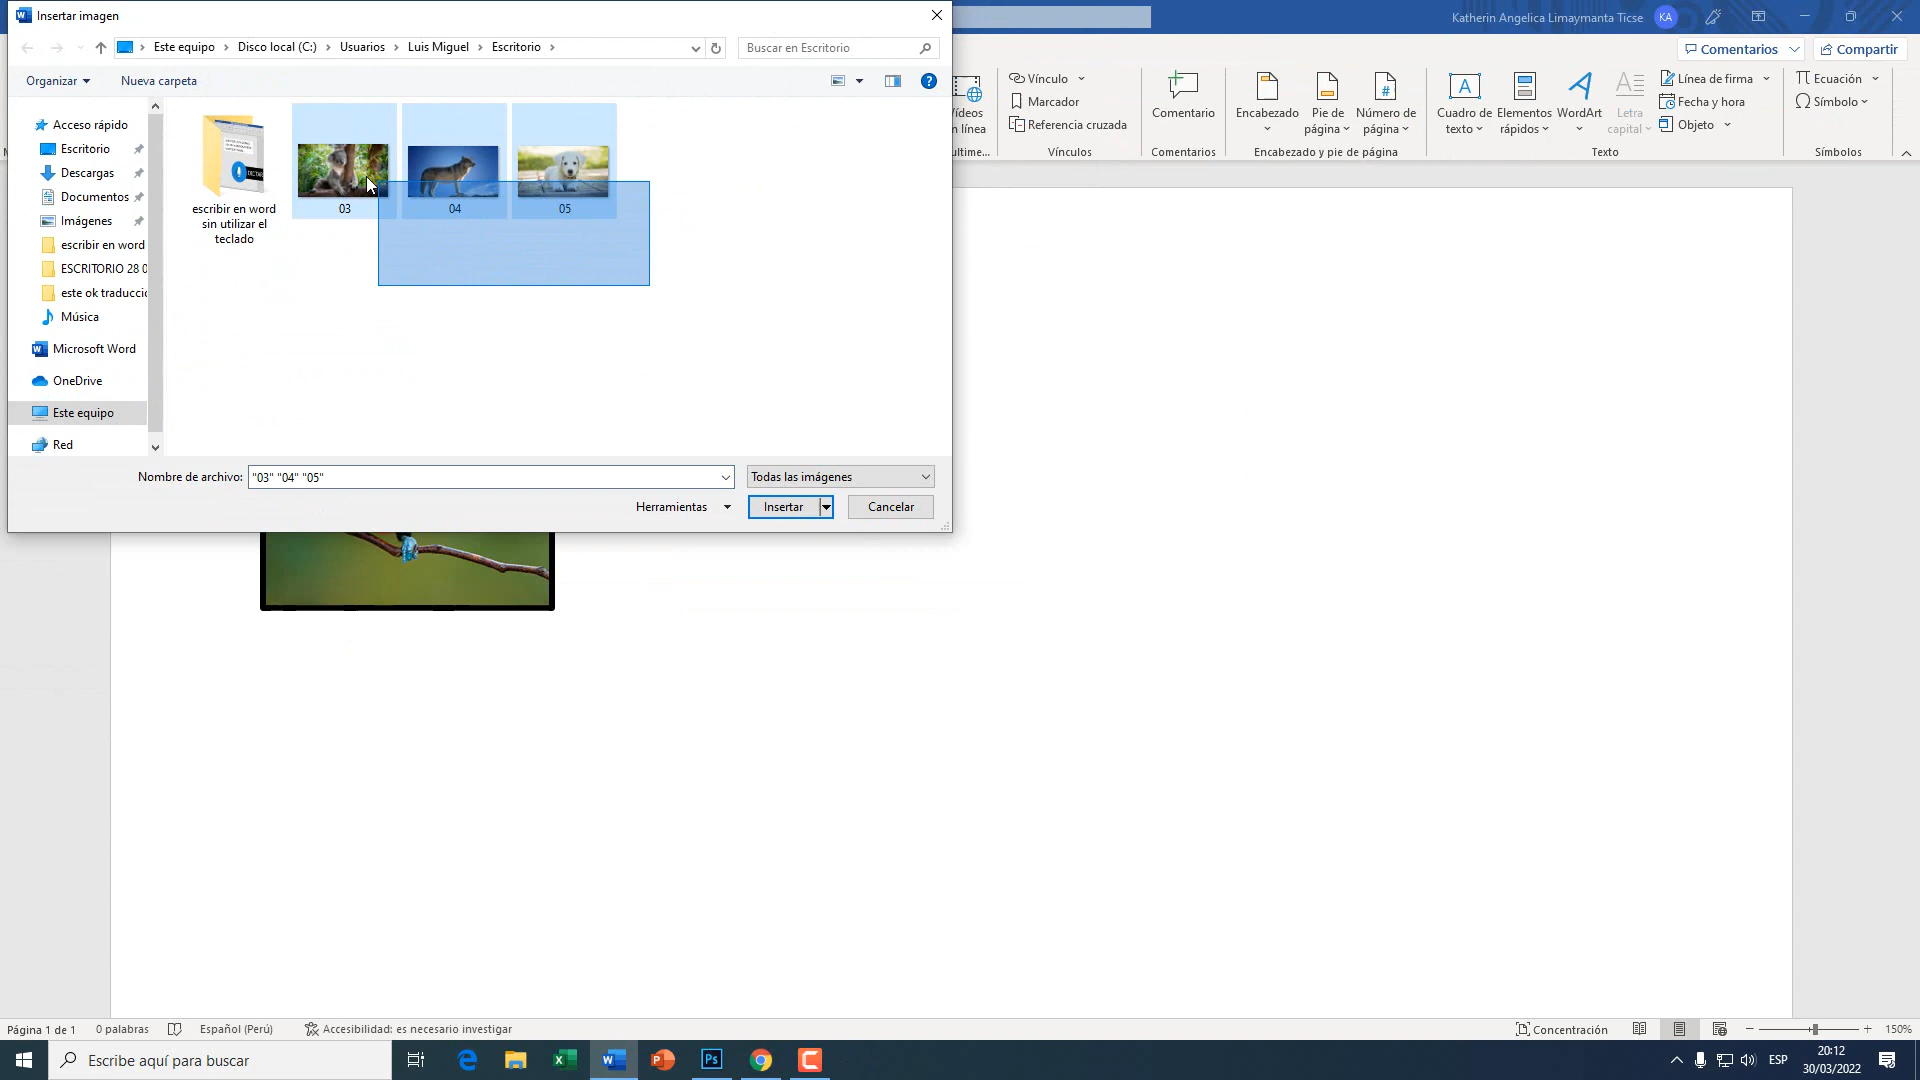 Insertar imagen
Katherin Angelica Limaymanta Ticse
KA
Este equipo
Disco local (C:)
Usuarios
Luis Miguel
Escritorio
Buscar en Escritorio
Comentarios
Compartir
Organizar
Nueva carpeta
Acceso rápido
Escritorio
Descargas
Documentos
Imágenes
escribir en word
ESCRITORIO 28 0
este ok traducci
Música
Microsoft Word
OneDrive
Este equipo
Red
escribir en word
sin utilizar el
teclado
03
04
05
Nombre de archivo:
"03" "04" "05"
Todas las imágenes
Herramientas
Insertar
Cancelar
Vínculo
Marcador
Referencia cruzada
Vínculos
Comentario
Comentarios
Encabezado
Pie de
página
Número de
página
Encabezado y pie de página
Cuadro de
texto
Elementos
rápidos
WordArt
Letra
capital
Línea de firma
Fecha y hora
Objeto
Texto
Ecuación
Símbolo
Símbolos
Página 1 de 1
0 palabras
Español (Perú)
Accesibilidad: es necesario investigar
Concentración
150%
Escribe aquí para buscar
Ps
ESP
20:12
30/03/2022